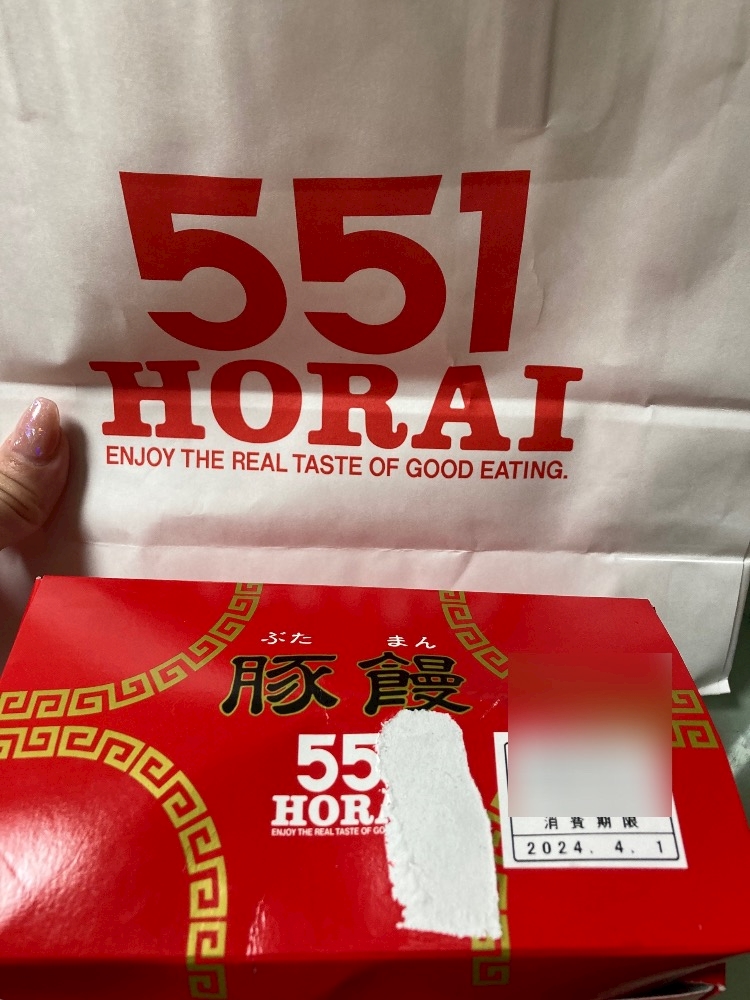 551
HORAI
ENJOY THE REAL TASTE OF GOOD EATING.
ぶた まん
豚饅
55
HOR
ENJOY THE REAL TASTE OF
消費期限
2024. 4. 1